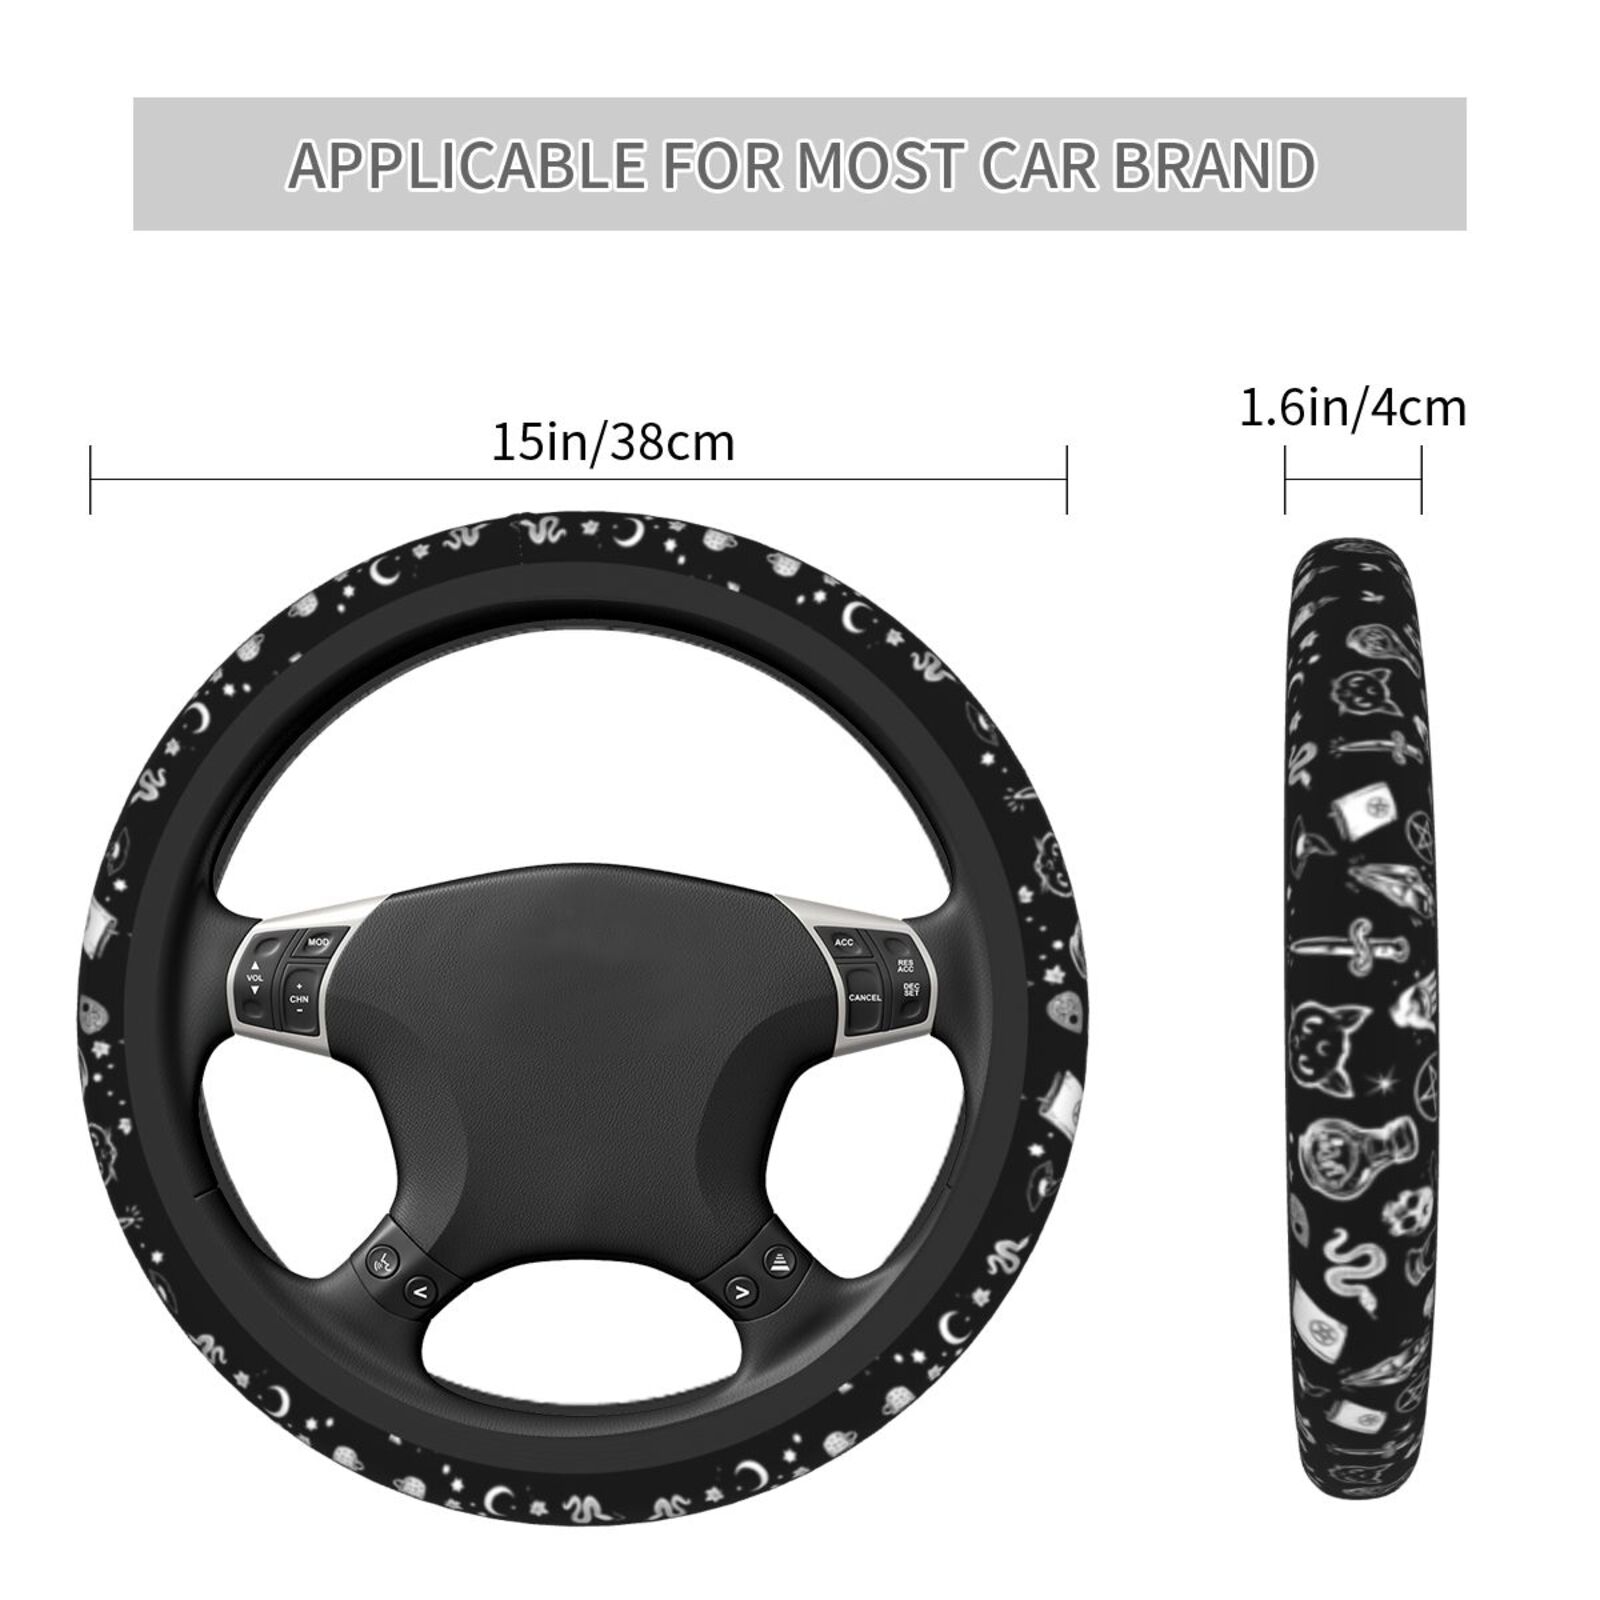 APPLICABLE FOR MOST CAR BRAND
15in/38cm
1.6in/4cm
MOD
VOL
+
CHN
-
ACC
RES
ACC
CANCEL
DEC
SET
<
>